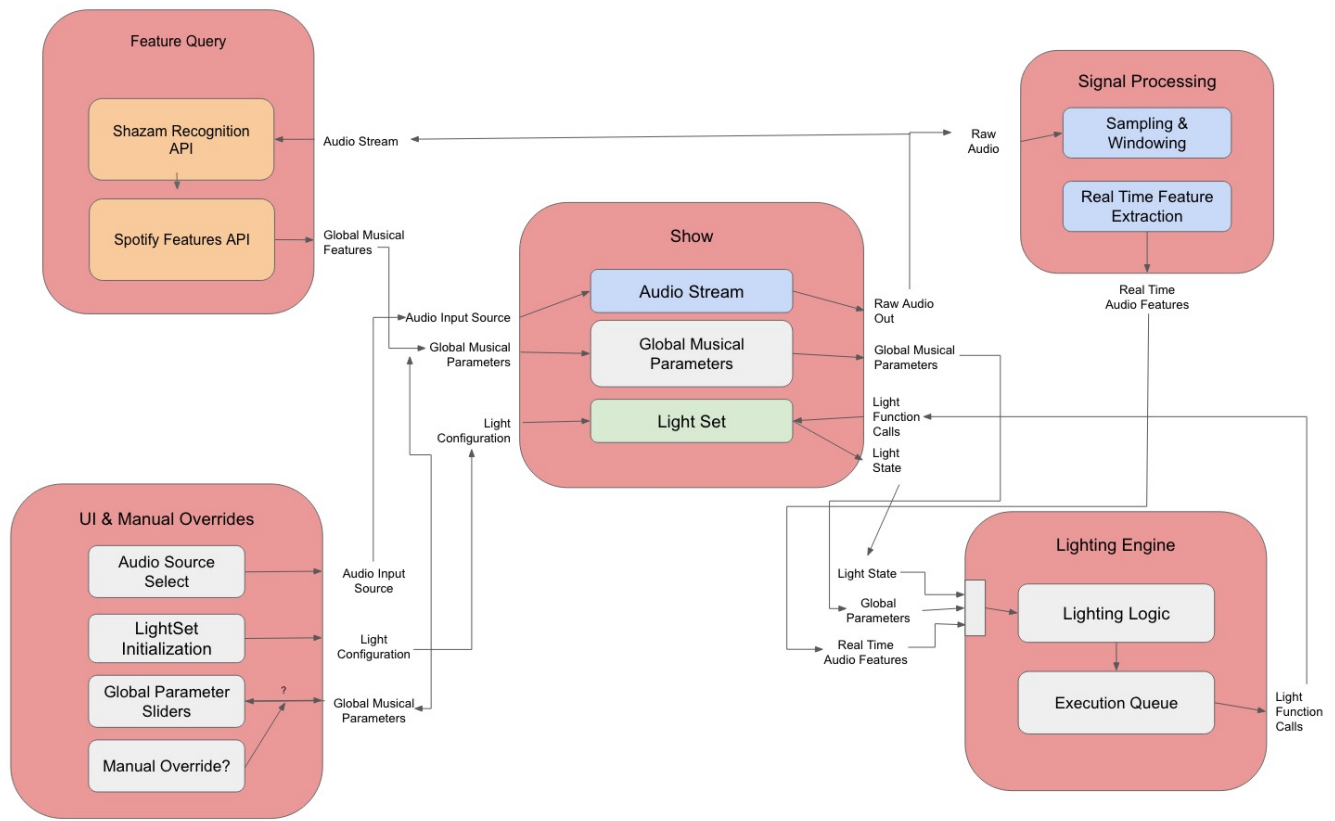 Feature Query
Shazam Recognition
API
Spotify Features API
Audio Stream
Global Musical
Features
Raw
Audio
Signal Processing
Sampling &
Windowing
Real Time Feature
Extraction
Real Time
Audio Features
Show
Audio Stream
Global Musical
Parameters
Light Set
Audio Input Source
Global Musical
Parameters
Light
Configuration
Raw Audio
Out
Global Musical
Parameters
Light
Function
Calls
Light
State
UI & Manual Overrides
Audio Source
Select
LightSet
Initialization
Global Parameter
Sliders
?
Manual Override?
Audio Input
Source
Light
Configuration
Global Musical
Parameters
Light State
Global
Parameters
Real Time
Audio Features
Lighting Engine
Lighting Logic
Execution Queue
Light
Function
Calls